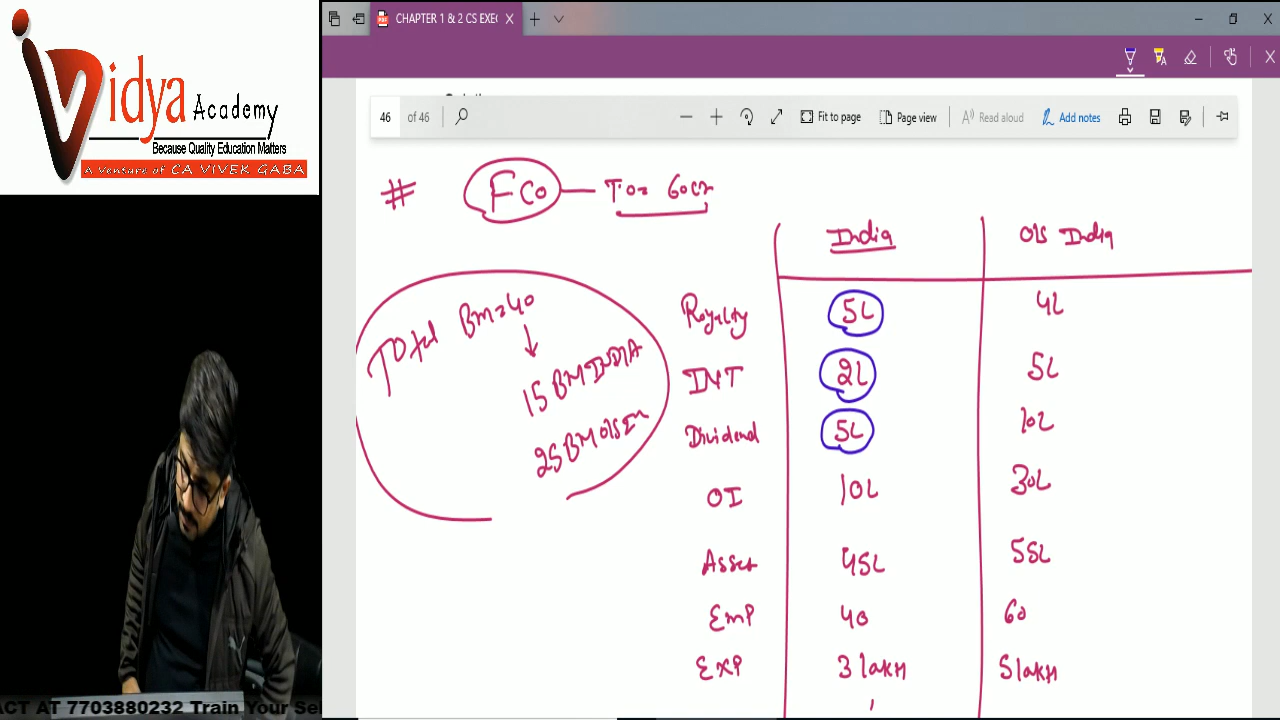 Vidya Academy
Because Quality Education Matters
A Venture of CA VIVEK GABA
CHAPTER 1 & 2 CS EXEC
46 of 46
Fit to page
Page view
Read aloud
Add notes
# FCo — T.O= 60cr
Total BM=40
15 BM INDIA
25 BM O/S IN
India O/S India
Royalty 5L 4L
INT 2L 5L
Dividend 5L 10L
OI 10L 30L
Asset 45L 55L
EMP 40 60
EXP 3 lakh 5 lakh
ACT AT 7703880232 Train Your Sel